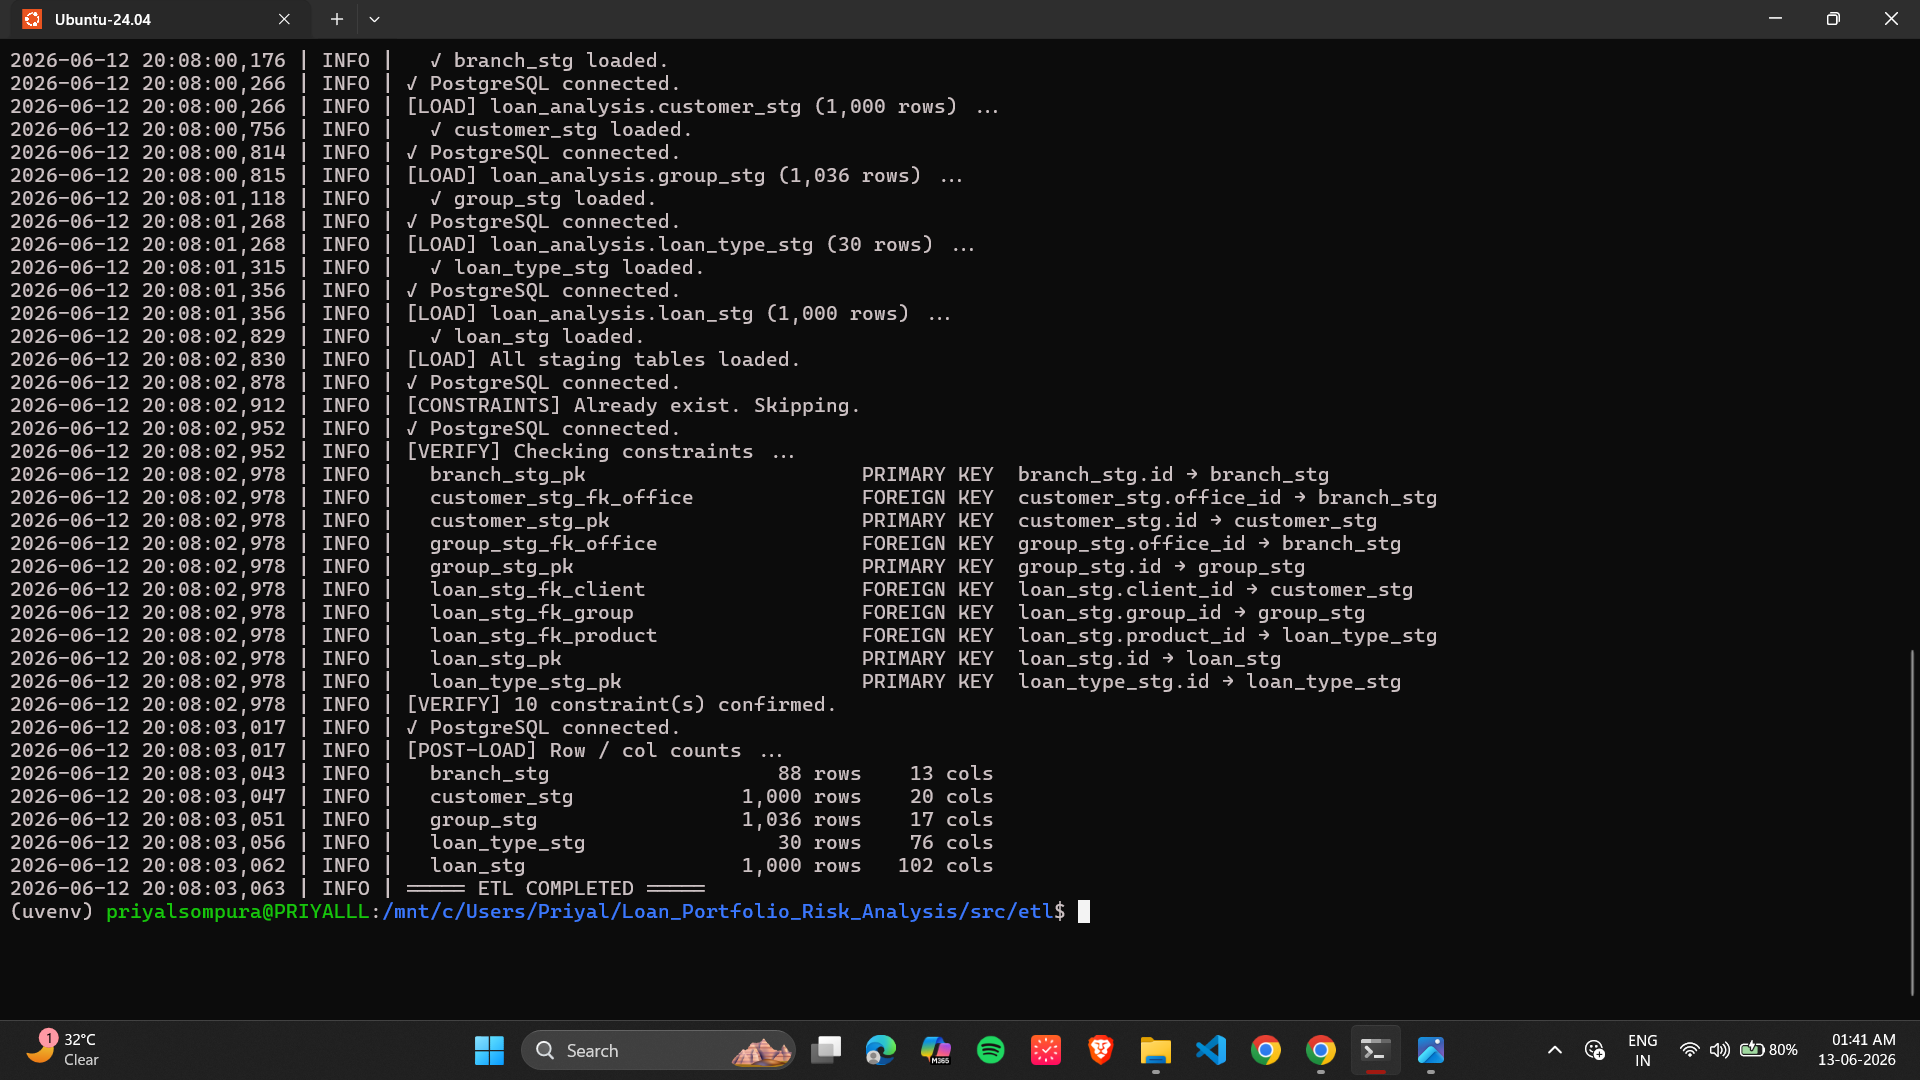 Ubuntu-24.04
2026-06-12 20:08:00,176 | INFO |   ✓ branch_stg loaded.
2026-06-12 20:08:00,266 | INFO | ✓ PostgreSQL connected.
2026-06-12 20:08:00,266 | INFO | [LOAD] loan_analysis.customer_stg (1,000 rows) ...
2026-06-12 20:08:00,756 | INFO |   ✓ customer_stg loaded.
2026-06-12 20:08:00,814 | INFO | ✓ PostgreSQL connected.
2026-06-12 20:08:00,815 | INFO | [LOAD] loan_analysis.group_stg (1,036 rows) ...
2026-06-12 20:08:01,118 | INFO |   ✓ group_stg loaded.
2026-06-12 20:08:01,268 | INFO | ✓ PostgreSQL connected.
2026-06-12 20:08:01,268 | INFO | [LOAD] loan_analysis.loan_type_stg (30 rows) ...
2026-06-12 20:08:01,315 | INFO |   ✓ loan_type_stg loaded.
2026-06-12 20:08:01,356 | INFO | ✓ PostgreSQL connected.
2026-06-12 20:08:01,356 | INFO | [LOAD] loan_analysis.loan_stg (1,000 rows) ...
2026-06-12 20:08:02,829 | INFO |   ✓ loan_stg loaded.
2026-06-12 20:08:02,830 | INFO | [LOAD] All staging tables loaded.
2026-06-12 20:08:02,878 | INFO | ✓ PostgreSQL connected.
2026-06-12 20:08:02,912 | INFO | [CONSTRAINTS] Already exist. Skipping.
2026-06-12 20:08:02,952 | INFO | ✓ PostgreSQL connected.
2026-06-12 20:08:02,952 | INFO | [VERIFY] Checking constraints ...
2026-06-12 20:08:02,978 | INFO |   branch_stg_pk                       PRIMARY KEY  branch_stg.id → branch_stg
2026-06-12 20:08:02,978 | INFO |   customer_stg_fk_office              FOREIGN KEY  customer_stg.office_id → branch_stg
2026-06-12 20:08:02,978 | INFO |   customer_stg_pk                     PRIMARY KEY  customer_stg.id → customer_stg
2026-06-12 20:08:02,978 | INFO |   group_stg_fk_office                 FOREIGN KEY  group_stg.office_id → branch_stg
2026-06-12 20:08:02,978 | INFO |   group_stg_pk                        PRIMARY KEY  group_stg.id → group_stg
2026-06-12 20:08:02,978 | INFO |   loan_stg_fk_client                  FOREIGN KEY  loan_stg.client_id → customer_stg
2026-06-12 20:08:02,978 | INFO |   loan_stg_fk_group                   FOREIGN KEY  loan_stg.group_id → group_stg
2026-06-12 20:08:02,978 | INFO |   loan_stg_fk_product                 FOREIGN KEY  loan_stg.product_id → loan_type_stg
2026-06-12 20:08:02,978 | INFO |   loan_stg_pk                         PRIMARY KEY  loan_stg.id → loan_stg
2026-06-12 20:08:02,978 | INFO |   loan_type_stg_pk                    PRIMARY KEY  loan_type_stg.id → loan_type_stg
2026-06-12 20:08:02,978 | INFO | [VERIFY] 10 constraint(s) confirmed.
2026-06-12 20:08:03,017 | INFO | ✓ PostgreSQL connected.
2026-06-12 20:08:03,017 | INFO | [POST-LOAD] Row / col counts ...
2026-06-12 20:08:03,043 | INFO |   branch_stg                   88 rows    13 cols
2026-06-12 20:08:03,047 | INFO |   customer_stg              1,000 rows    20 cols
2026-06-12 20:08:03,051 | INFO |   group_stg                 1,036 rows    17 cols
2026-06-12 20:08:03,056 | INFO |   loan_type_stg                30 rows    76 cols
2026-06-12 20:08:03,062 | INFO |   loan_stg                  1,000 rows   102 cols
2026-06-12 20:08:03,063 | INFO | ===== ETL COMPLETED =====
(uvenv) priyalsompura@PRIYALLL:/mnt/c/Users/Priyal/Loan_Portfolio_Risk_Analysis/src/etl$
1
32°C
Clear
Search
M365
ENG
IN
80%
01:41 AM
13-06-2026